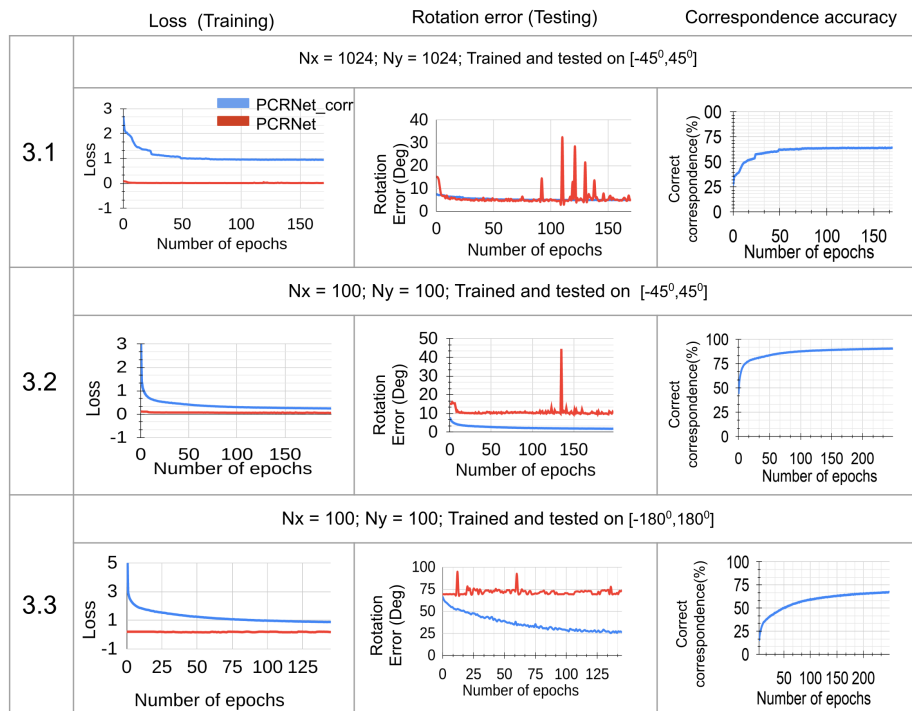 Loss (Training) Rotation error (Testing) Correspondence accuracy
3.1
Nx = 1024; Ny = 1024; Trained and tested on [-45⁰,45⁰]
PCRNet_corr
PCRNet
Loss
3
2
1
0
-1
0 50 100 150
Number of epochs
Rotation
Error (Deg)
40
30
20
10
0
0 50 100 150
Number of epochs
Correct
correspondence(%)
00
75
50
25
00
0 50 100 150
Number of epochs
3.2
Nx = 100; Ny = 100; Trained and tested on [-45⁰,45⁰]
Loss
3
2
1
1
0
-1
0 50 100 150
Number of epochs
Rotation
Error (Deg)
50
40
30
20
10
0
0 50 100 150
Number of epochs
Correct
correspondence(%)
100
75
50
25
0
0 50 100 150 200
Number of epochs
3.3
Nx = 100; Ny = 100; Trained and tested on [-180⁰,180⁰]
Loss
5
3
1
-1
0 25 50 75 100 125
Number of epochs
Rotation
Error (Deg)
100
75
50
25
0
0 25 50 75 100 125
Number of epochs
Correct
correspondence(%)
100
75
50
25
0
50 100 150 200
Number of epochs